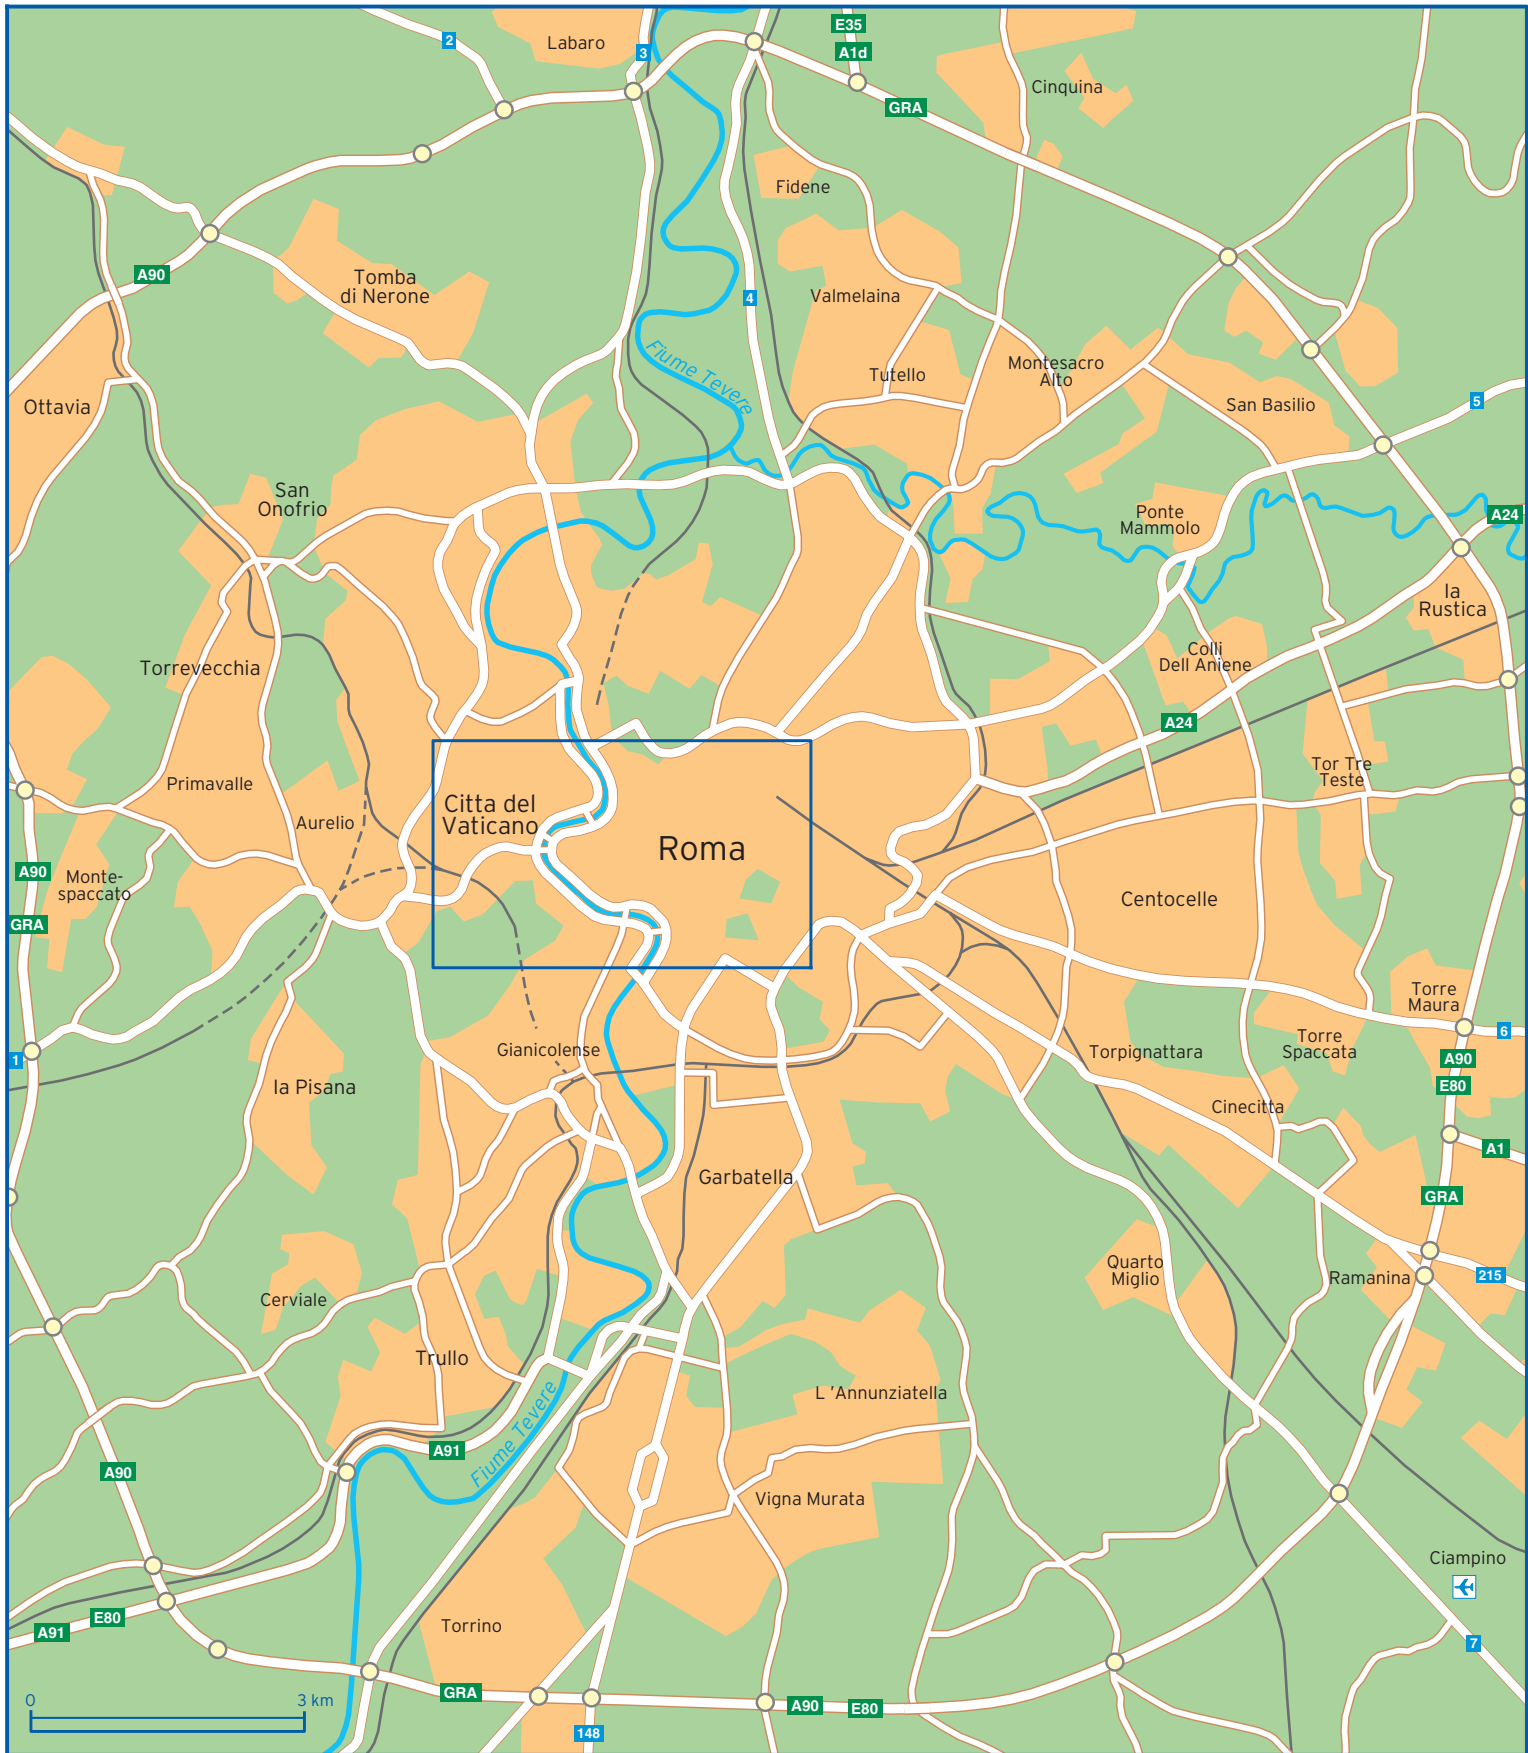 E35
2
Labaro
3
A1d
Cinquina
GRA
Fidene
A90
Tomba
di Nerone
Valmelaina
4
Fiume Tevere
Montesacro
Alto
Tutello
Ottavia
San Basilio
5
San
Onofrio
Ponte
Mammolo
A24
la
Rustica
Torrevecchia
Colli
Dell Aniene
A24
Primavalle
Tor Tre
Teste
Citta del
Vaticano
Aurelio
Roma
A90
Monte-
spaccato
Centocelle
GRA
Torre
Maura
6
1
Gianicolense
Torpignattara
Torre
Spaccata
A90
E80
la Pisana
Cinecitta
A1
Garbatella
GRA
Quarto
Miglio
Ramanina
215
Cerviale
Trullo
L 'Annunziatella
Fiume Tevere
A91
A90
Vigna Murata
Ciampino
E80
A91
Torrino
7
0
3 km
GRA
A90
E80
148